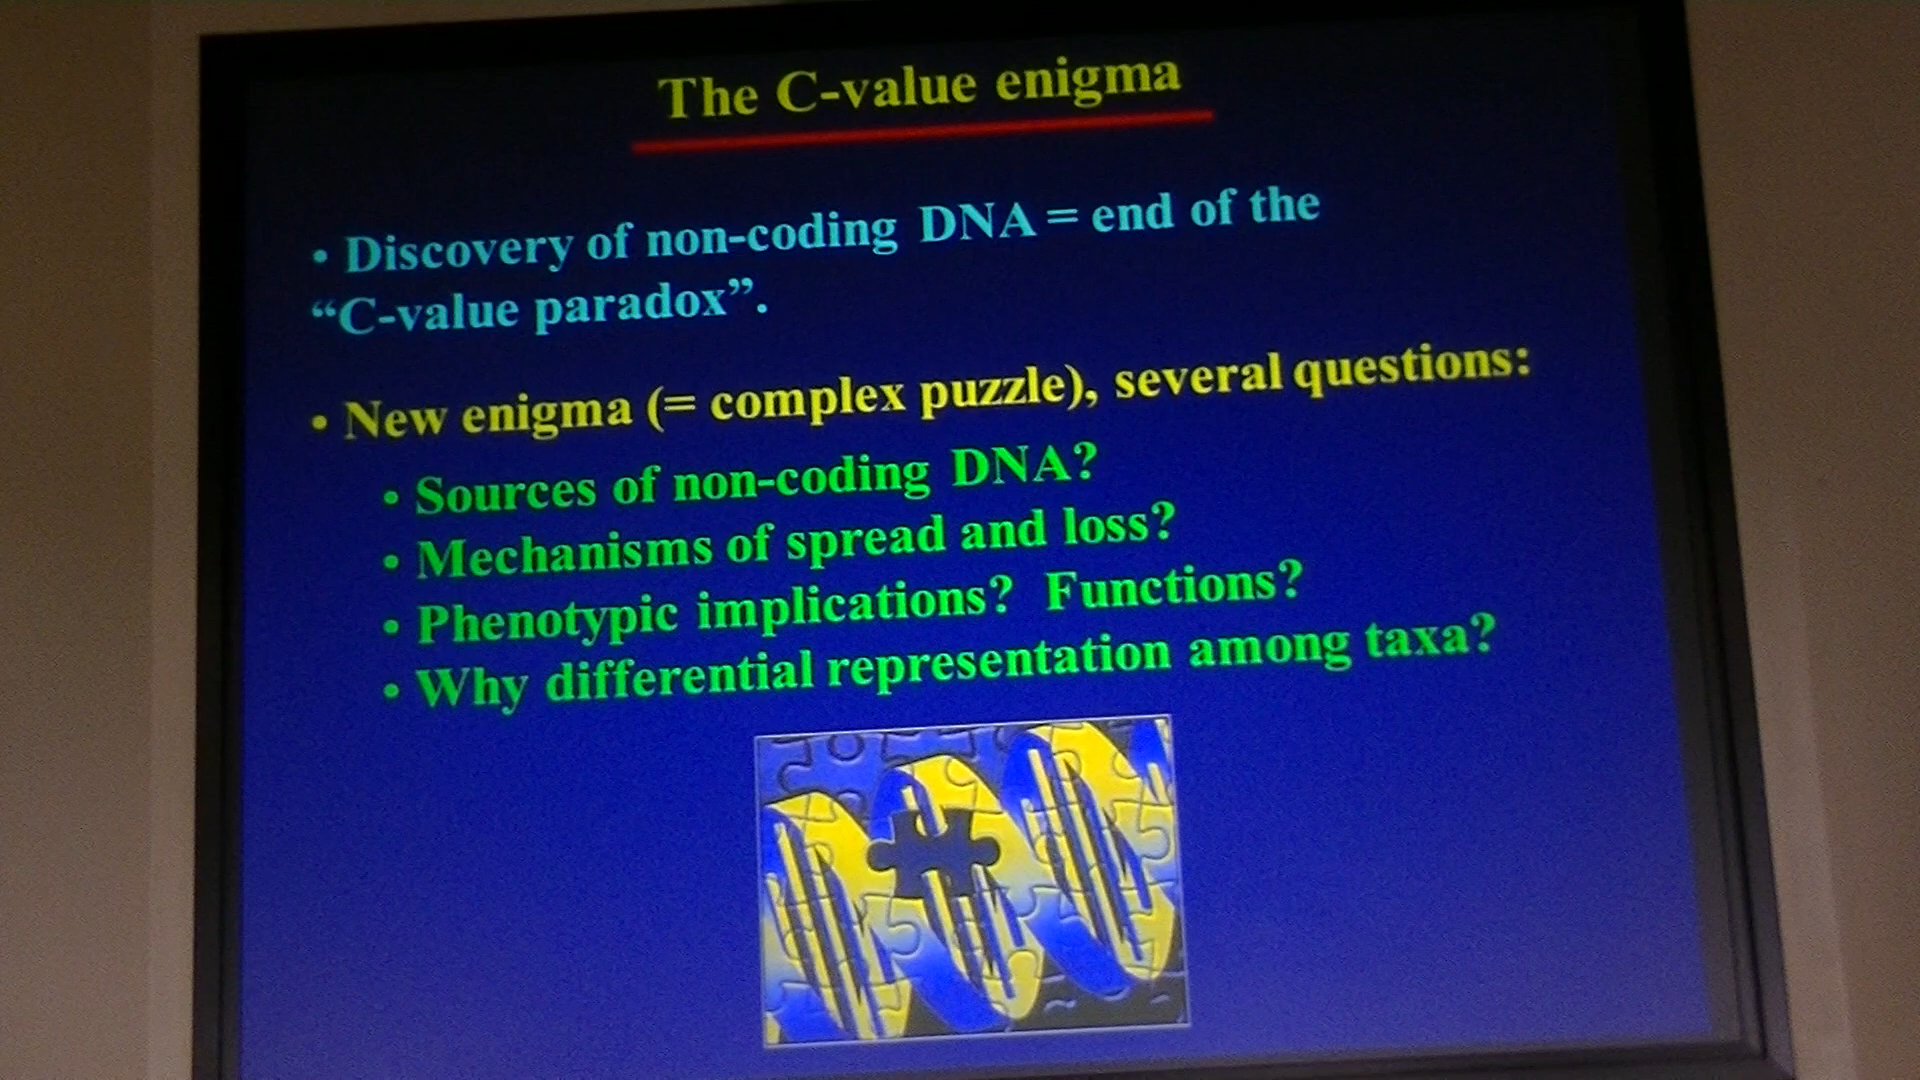 The C-value enigma
• Discovery of non-coding DNA = end of the
“C-value paradox”.
• New enigma (= complex puzzle), several questions:
• Sources of non-coding DNA?
• Mechanisms of spread and loss?
• Phenotypic implications?  Functions?
• Why differential representation among taxa?